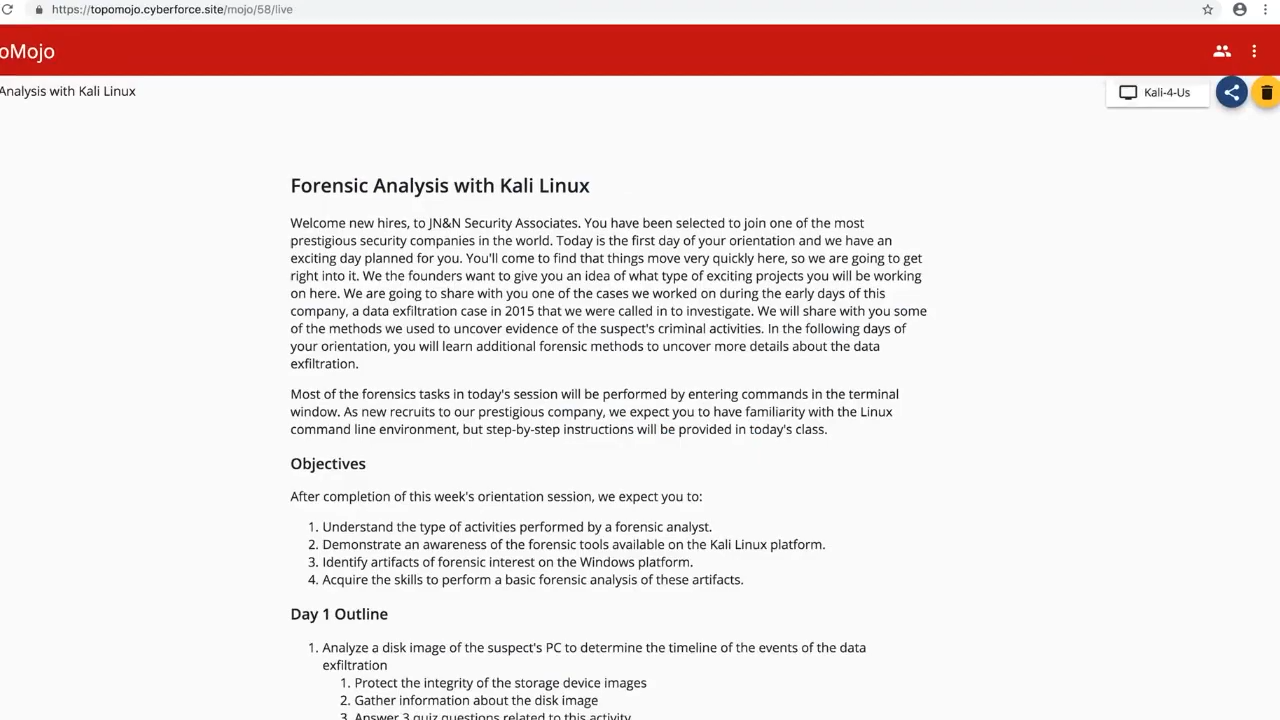 https://topomojo.cyberforce.site/mojo/58/live
oMojo
Analysis with Kali Linux
Kali-4-Us
Forensic Analysis with Kali Linux
Welcome new hires, to JN&N Security Associates. You have been selected to join one of the most
prestigious security companies in the world. Today is the first day of your orientation and we have an
exciting day planned for you. You'll come to find that things move very quickly here, so we are going to get
right into it. We the founders want to give you an idea of what type of exciting projects you will be working
on here. We are going to share with you one of the cases we worked on during the early days of this
company, a data exfiltration case in 2015 that we were called in to investigate. We will share with you some
of the methods we used to uncover evidence of the suspect's criminal activities. In the following days of
your orientation, you will learn additional forensic methods to uncover more details about the data
exfiltration.
Most of the forensics tasks in today's session will be performed by entering commands in the terminal
window. As new recruits to our prestigious company, we expect you to have familiarity with the Linux
command line environment, but step-by-step instructions will be provided in today's class.
Objectives
After completion of this week's orientation session, we expect you to:
1. Understand the type of activities performed by a forensic analyst.
2. Demonstrate an awareness of the forensic tools available on the Kali Linux platform.
3. Identify artifacts of forensic interest on the Windows platform.
4. Acquire the skills to perform a basic forensic analysis of these artifacts.
Day 1 Outline
1. Analyze a disk image of the suspect's PC to determine the timeline of the events of the data
exfiltration
1. Protect the integrity of the storage device images
2. Gather information about the disk image
3. Answer 3 quiz questions related to this activity